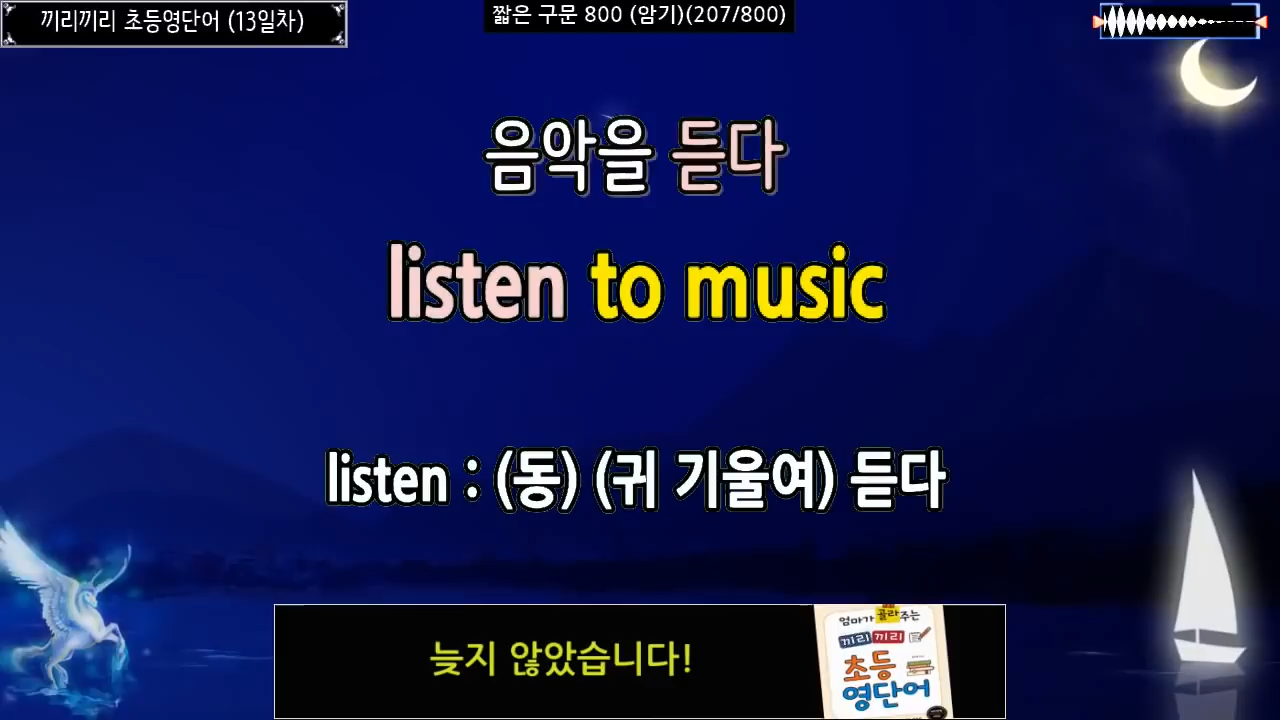 끼리끼리 초등영단어 (13일차)
짧은 구문 800 (암기)(207/800)
음악을 듣다
listen to music
listen : (동) (귀 기울여) 듣다
늦지 않았습니다!
엄마가 골라주는
끼리끼리
초등
영단어